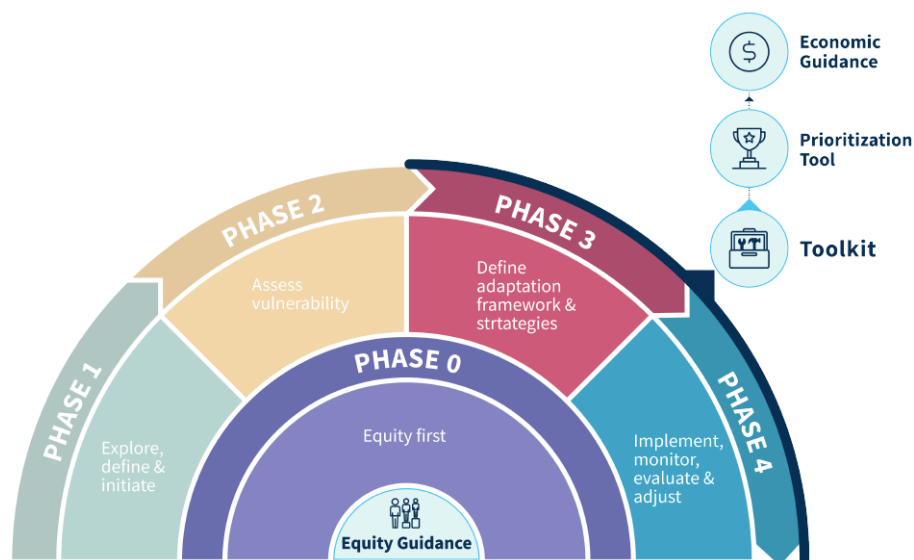 Economic
Guidance
Prioritization
Tool
Toolkit
PHASE 1
Explore,
define &
initiate
PHASE 2
Assess
vulnerability
PHASE 3
Define
adaptation
framework &
strtategies
PHASE 4
Implement,
monitor,
evaluate &
adjust
PHASE 0
Equity first
Equity Guidance